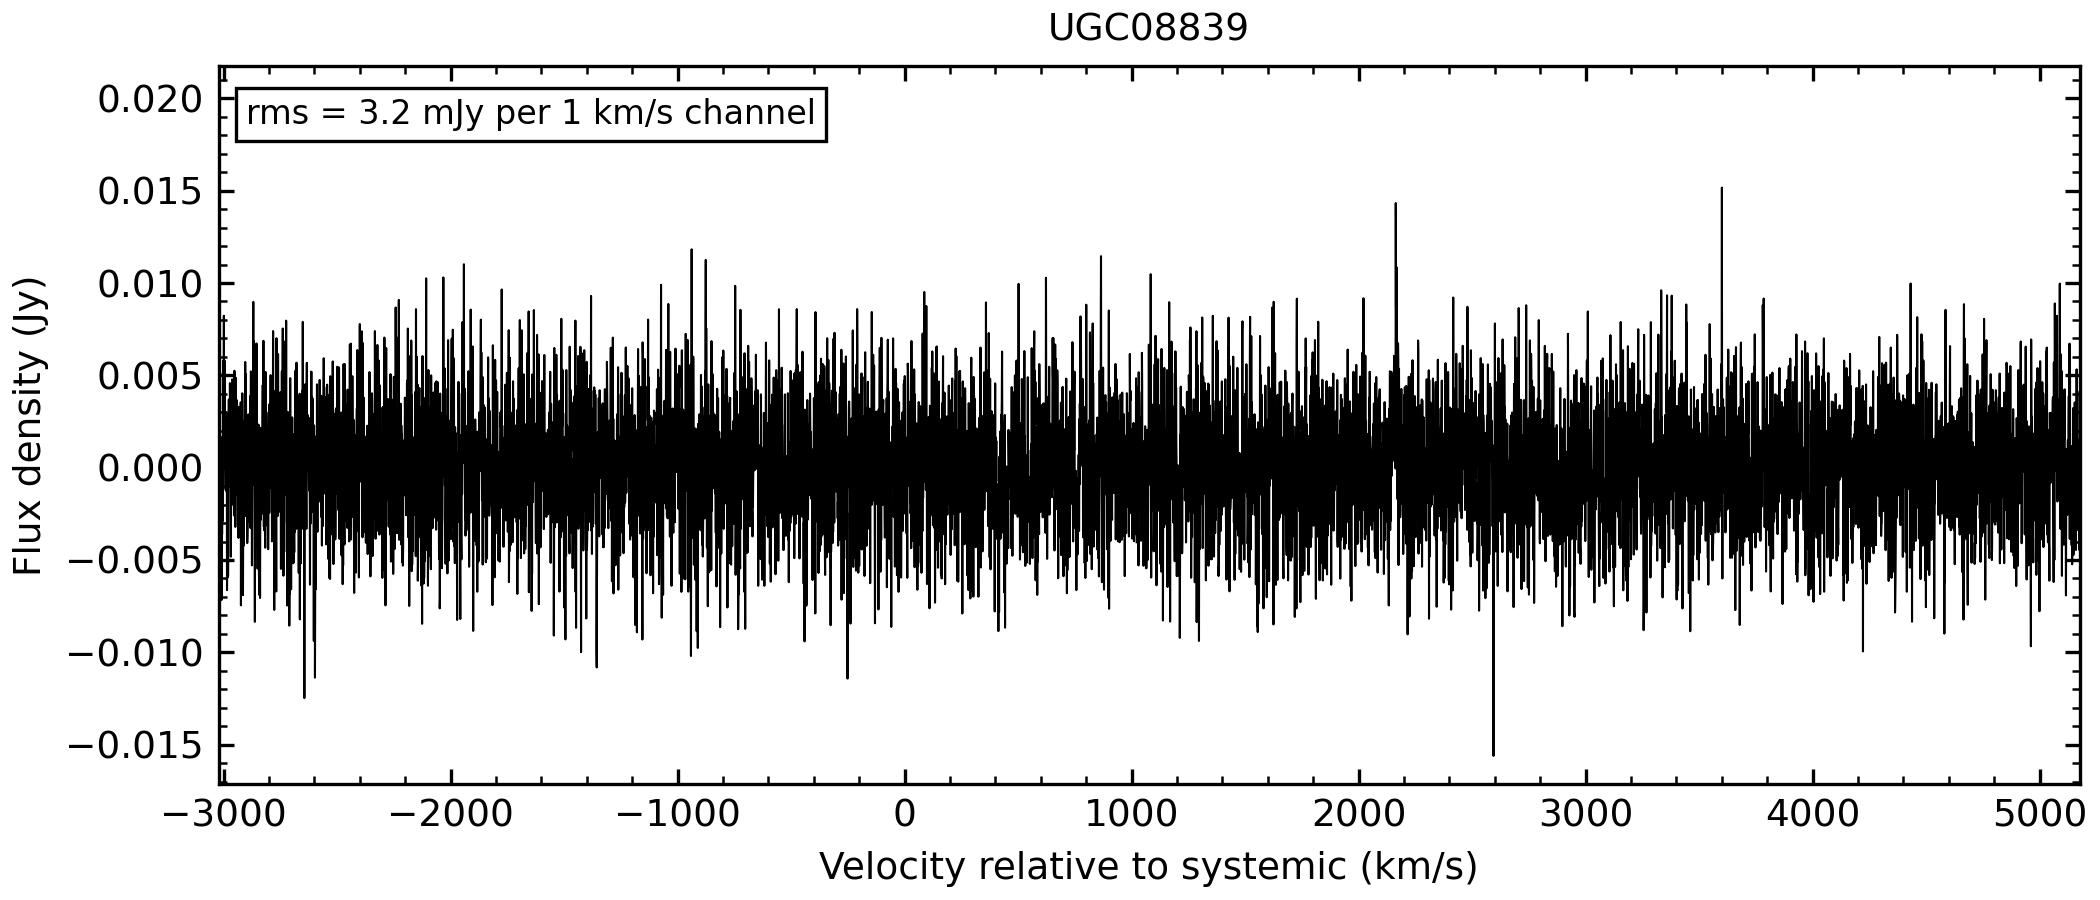 UGC08839
rms = 3.2 mJy per 1 km/s channel
0.020
0.015
0.010
0.005
0.000
−0.005
−0.010
−0.015
Flux density (Jy)
−3000 −2000 −1000 0 1000 2000 3000 4000 5000
Velocity relative to systemic (km/s)